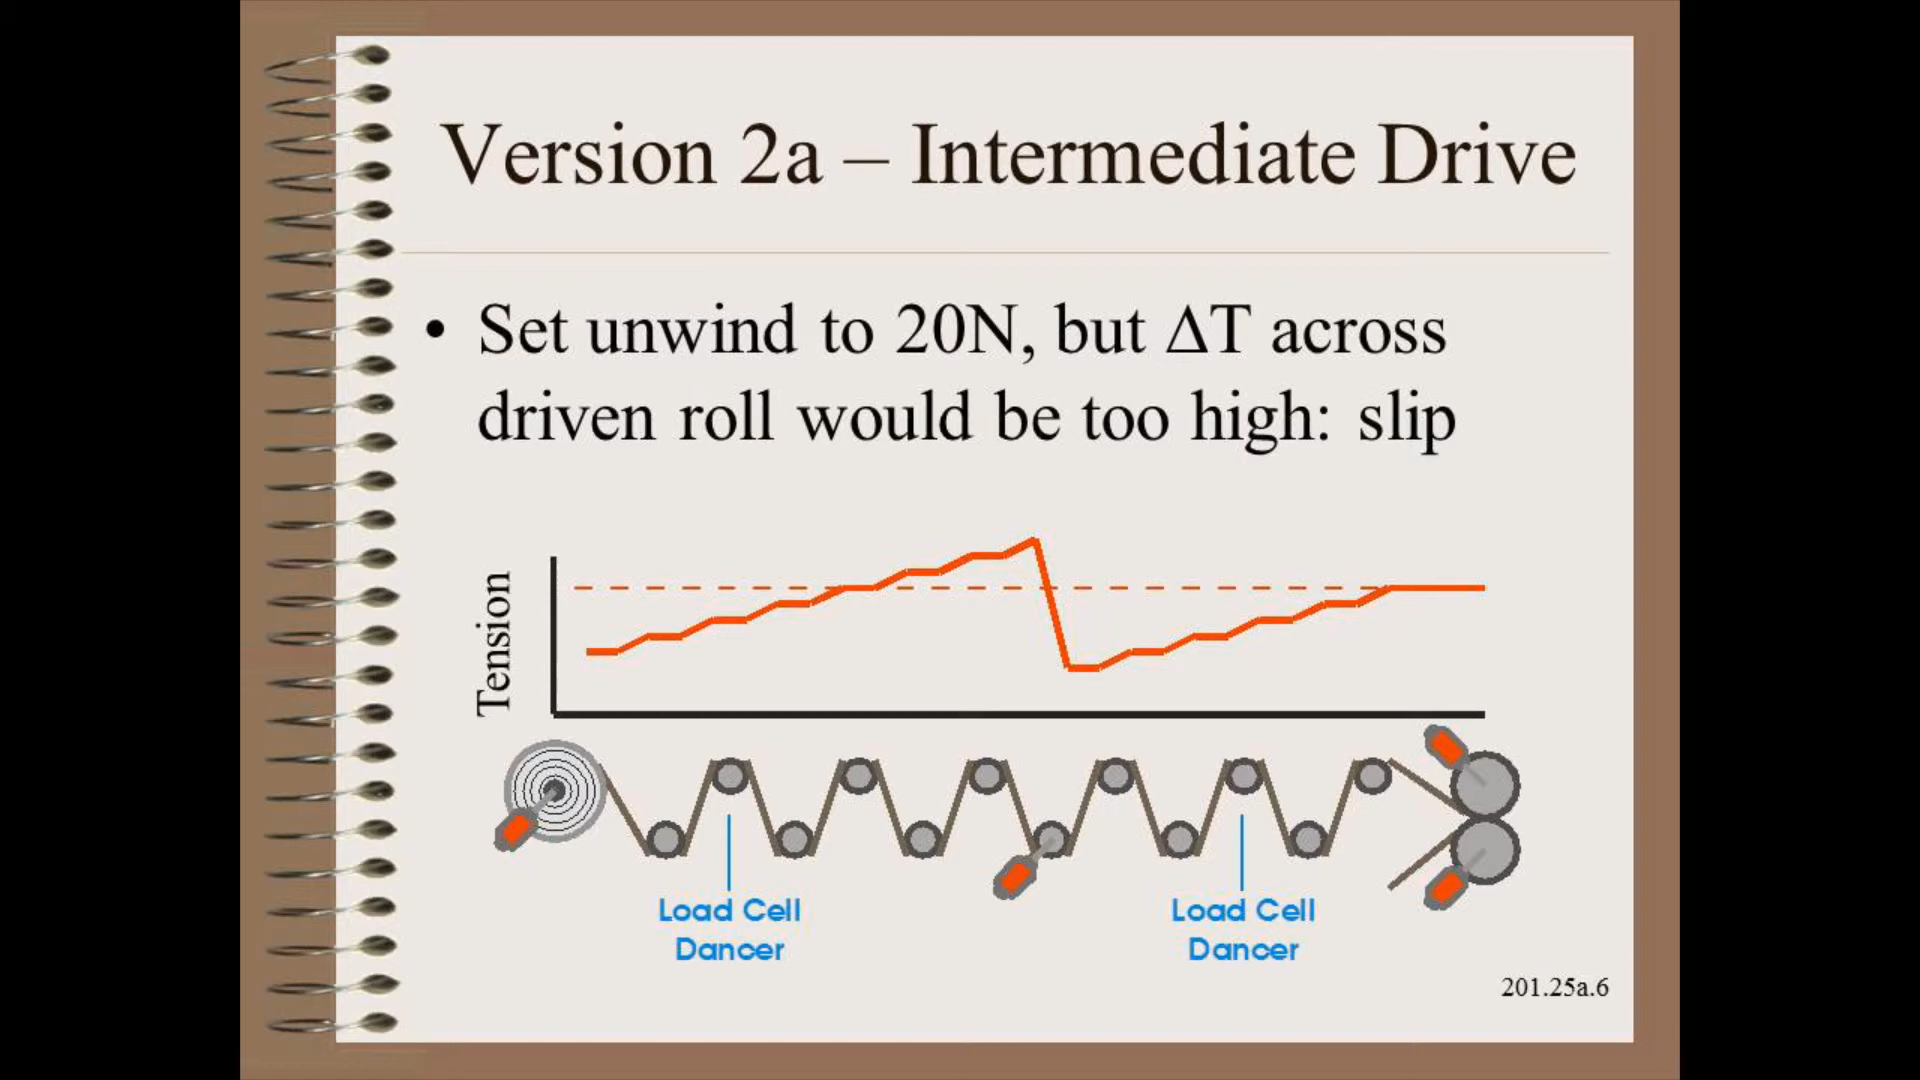 Version 2a – Intermediate Drive
• Set unwind to 20N, but ΔT across
driven roll would be too high: slip
Tension
Load Cell
Dancer
Load Cell
Dancer
201.25a.6